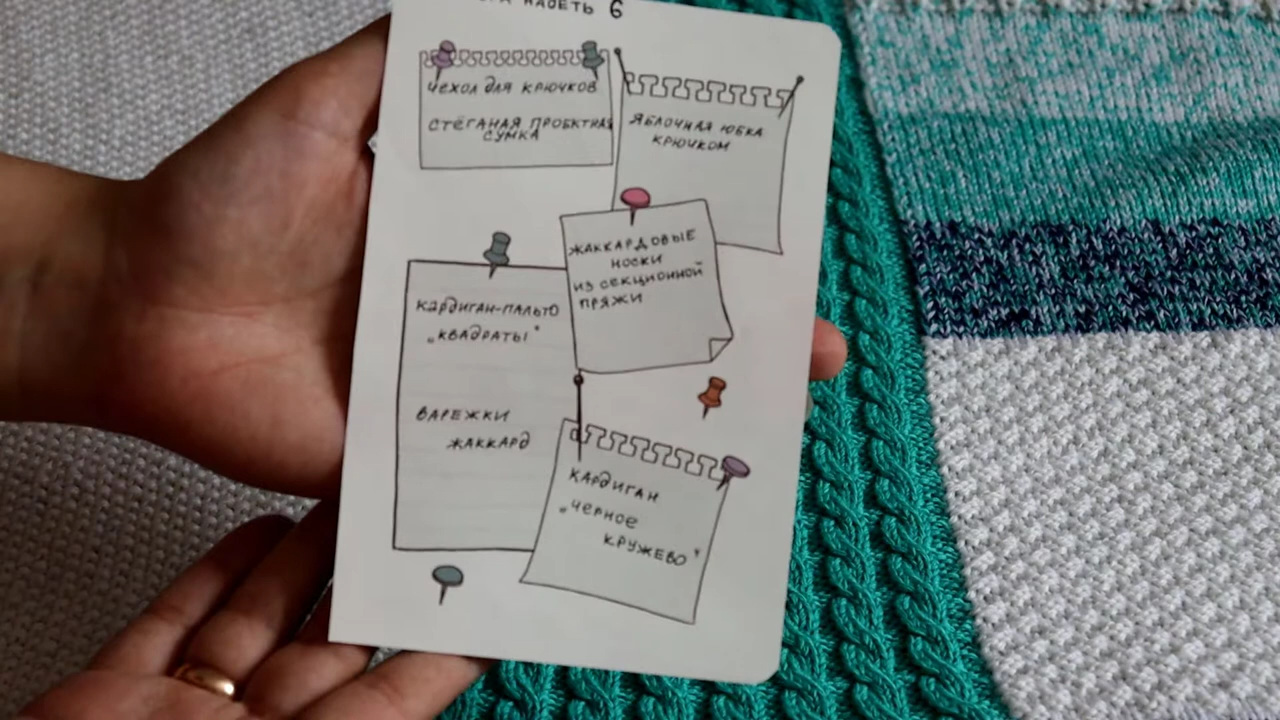 НАДЕТЬ 6
ЧЕХОЛ ДЛЯ КРЮЧКОВ
СТЁГАНАЯ ПРОЕКТНАЯ
СУМКА
ЯБЛОЧНАЯ ЮБКА
КРЮЧКОМ
ЖАККАРДОВЫЕ
НОСКИ
ИЗ СЕКЦИОННОЙ
ПРЯЖИ
КАРДИГАН-ПАЛЬТО
„КВАДРАТЫ"
ВАРЕЖКИ
ЖАККАРД
КАРДИГАН
„ЧЕРНОЕ
КРУЖЕВО"